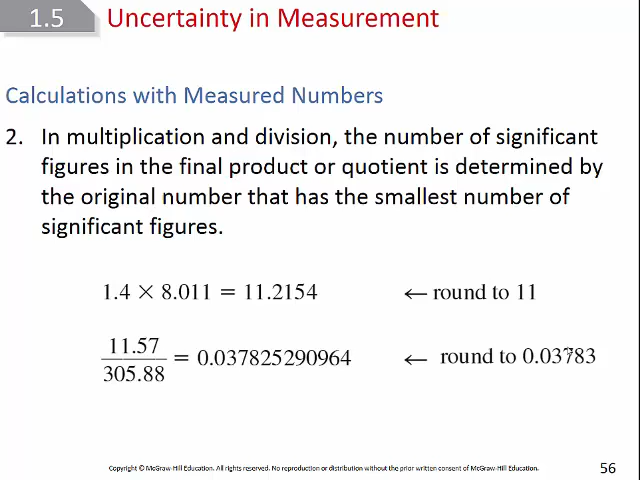 1.5 Uncertainty in Measurement
Calculations with Measured Numbers
2. In multiplication and division, the number of significant
figures in the final product or quotient is determined by
the original number that has the smallest number of
significant figures.
1.4 × 8.011 = 11.2154 ← round to 11
11.57
305.88
= 0.037825290964 ← round to 0.03783
Copyright © McGraw-Hill Education. All rights reserved. No reproduction or distribution without the prior written consent of McGraw-Hill Education.
56